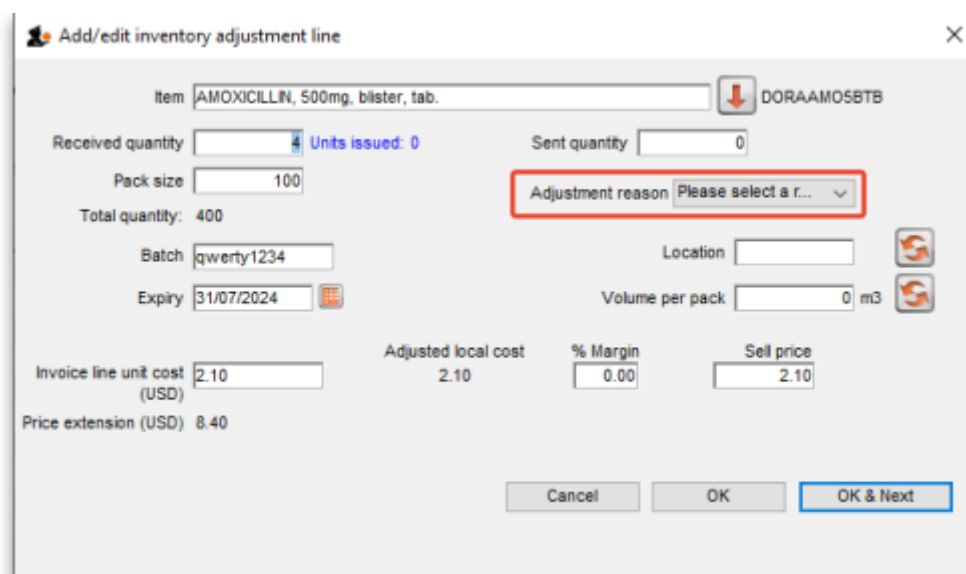 Add/edit inventory adjustment line
Item AMOXICILLIN, 500mg, blister, tab. DORAAMO5BTB
Received quantity 4 Units issued: 0 Sent quantity 0
Pack size 100 Adjustment reason Please select a r...
Total quantity: 400
Batch qwerty1234 Location
Expiry 31/07/2024 Volume per pack 0 m3
Adjusted local cost % Margin Sell price
Invoice line unit cost 2.10 2.10 0.00 2.10
(USD)
Price extension (USD) 8.40
Cancel OK OK & Next